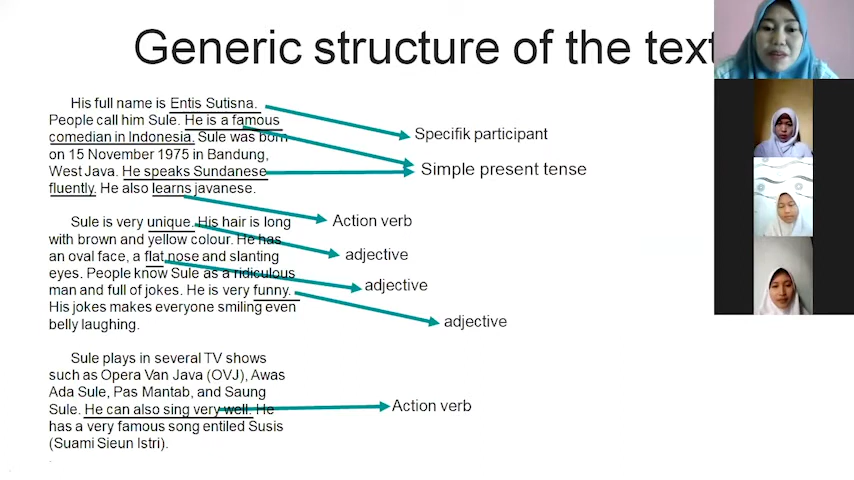 Generic structure of the text
His full name is Entis Sutisna.
People call him Sule. He is a famous
comedian in Indonesia. Sule was born
on 15 November 1975 in Bandung,
West Java. He speaks Sundanese
fluently. He also learns javanese.
Specifik participant
Simple present tense
Action verb
Sule is very unique. His hair is long
with brown and yellow colour. He has
an oval face, a flat nose and slanting
eyes. People know Sule as a ridiculous
man and full of jokes. He is very funny.
His jokes makes everyone smiling even
belly laughing.
adjective
adjective
adjective
Sule plays in several TV shows
such as Opera Van Java (OVJ), Awas
Ada Sule, Pas Mantab, and Saung
Sule. He can also sing very well. He
has a very famous song entiled Susis
(Suami Sieun Istri).
Action verb